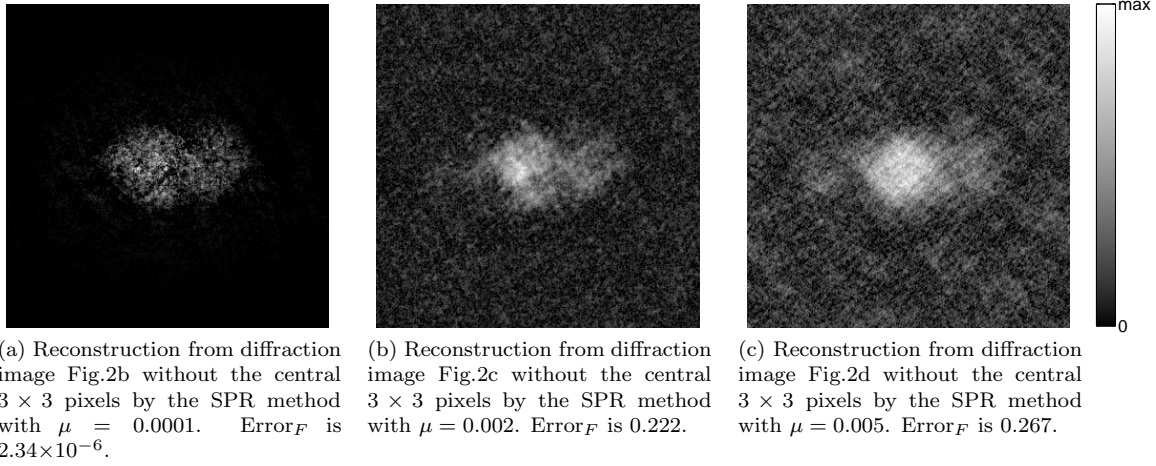 max
0
(a) Reconstruction from diffraction
image Fig.2b without the central
3 × 3 pixels by the SPR method
with μ = 0.0001. Error_F is
2.34×10⁻⁶.
(b) Reconstruction from diffraction
image Fig.2c without the central
3 × 3 pixels by the SPR method
with μ = 0.002. Error_F is 0.222.
(c) Reconstruction from diffraction
image Fig.2d without the central
3 × 3 pixels by the SPR method
with μ = 0.005. Error_F is 0.267.